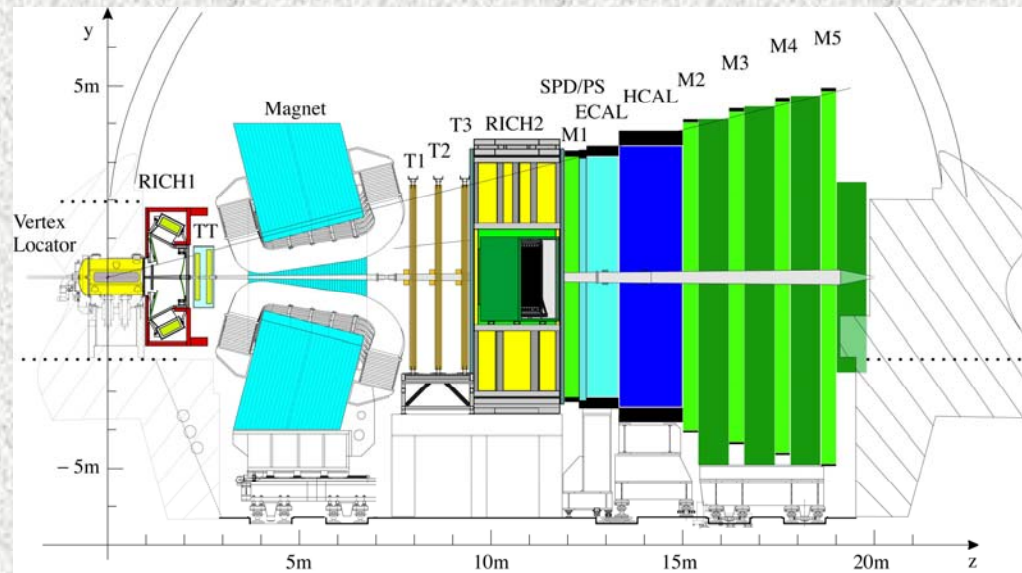 y
5m
Magnet
RICH1
Vertex
Locator
TT
T1
T2
T3
RICH2
M1
SPD/PS
ECAL
HCAL
M2
M3
M4
M5
− 5m
5m
10m
15m
20m
z